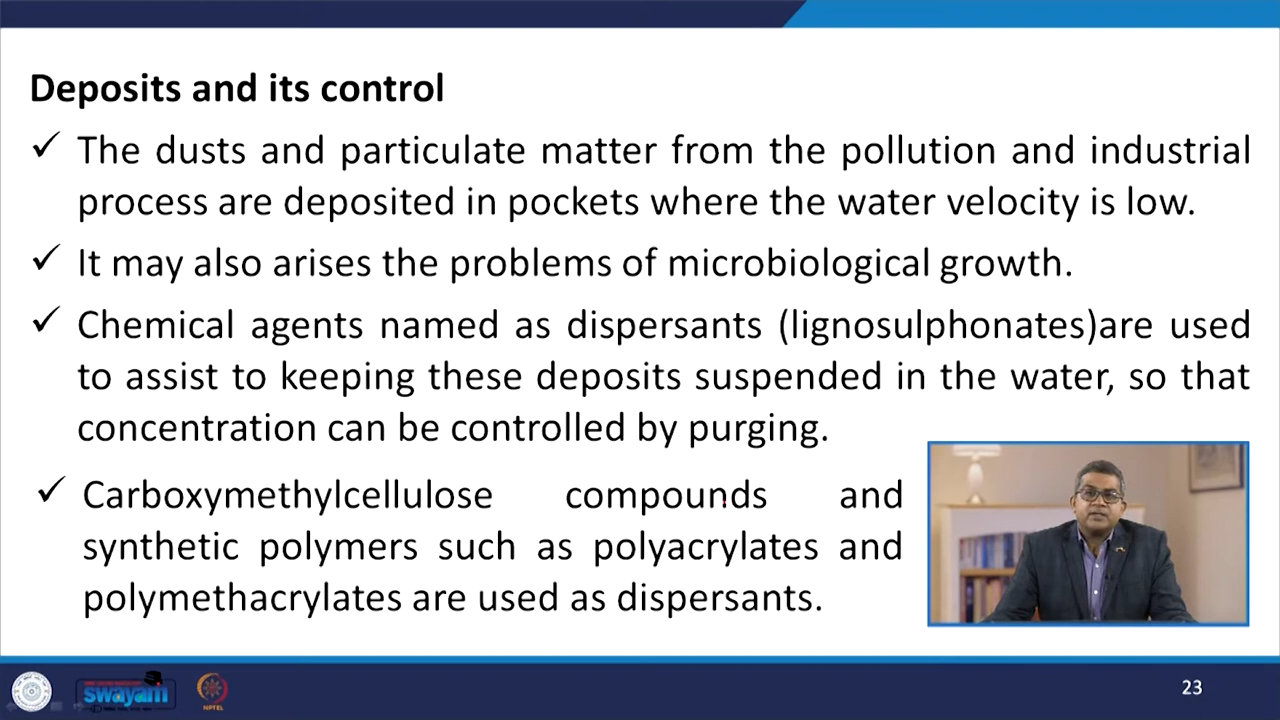 Deposits and its control
✓ The dusts and particulate matter from the pollution and industrial
process are deposited in pockets where the water velocity is low.
✓ It may also arises the problems of microbiological growth.
✓ Chemical agents named as dispersants (lignosulphonates)are used
to assist to keeping these deposits suspended in the water, so that
concentration can be controlled by purging.
✓ Carboxymethylcellulose compounds and
synthetic polymers such as polyacrylates and
polymethacrylates are used as dispersants.
swayam
NPTEL
23